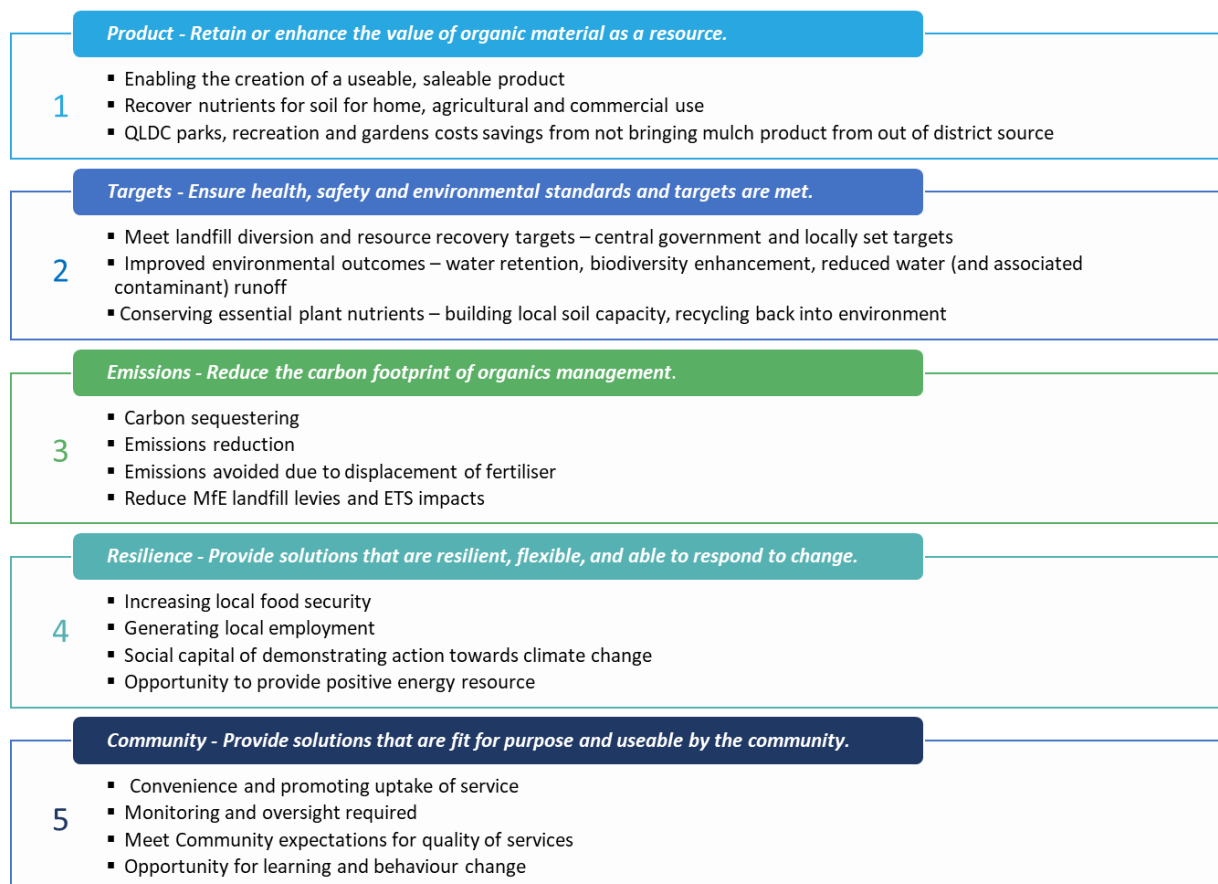 Product - Retain or enhance the value of organic material as a resource.
1
▪ Enabling the creation of a useable, saleable product
▪ Recover nutrients for soil for home, agricultural and commercial use
▪ QLDC parks, recreation and gardens costs savings from not bringing mulch product from out of district source
Targets - Ensure health, safety and environmental standards and targets are met.
2
▪ Meet landfill diversion and resource recovery targets – central government and locally set targets
▪ Improved environmental outcomes – water retention, biodiversity enhancement, reduced water (and associated
contaminant) runoff
▪ Conserving essential plant nutrients – building local soil capacity, recycling back into environment
Emissions - Reduce the carbon footprint of organics management.
3
▪ Carbon sequestering
▪ Emissions reduction
▪ Emissions avoided due to displacement of fertiliser
▪ Reduce MfE landfill levies and ETS impacts
Resilience - Provide solutions that are resilient, flexible, and able to respond to change.
4
▪ Increasing local food security
▪ Generating local employment
▪ Social capital of demonstrating action towards climate change
▪ Opportunity to provide positive energy resource
Community - Provide solutions that are fit for purpose and useable by the community.
5
▪ Convenience and promoting uptake of service
▪ Monitoring and oversight required
▪ Meet Community expectations for quality of services
▪ Opportunity for learning and behaviour change